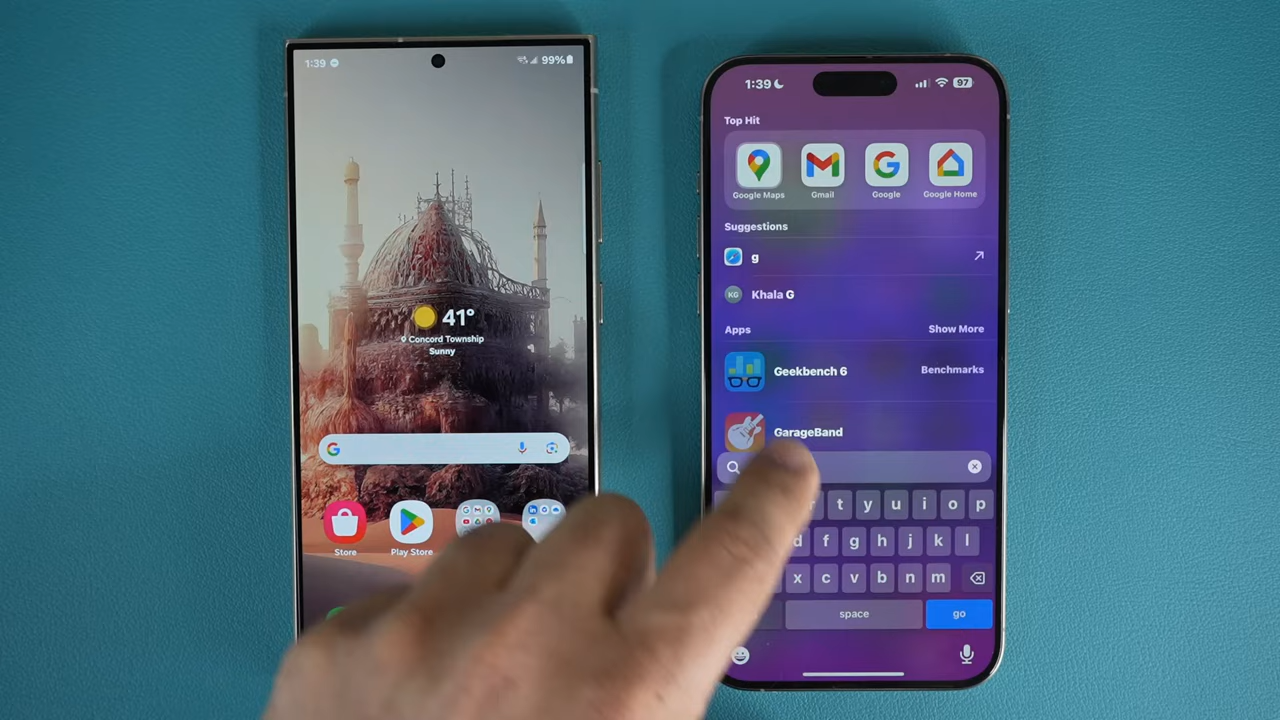 1:39
99%
41°
Concord Township
Sunny
Store
Play Store
1:39
97
Top Hit
Google Maps
Gmail
Google
Google Home
Suggestions
g
Khala G
Apps
Show More
Geekbench 6
Benchmarks
GarageBand
t y u i o p
d f g h j k l
x c v b n m
space
go